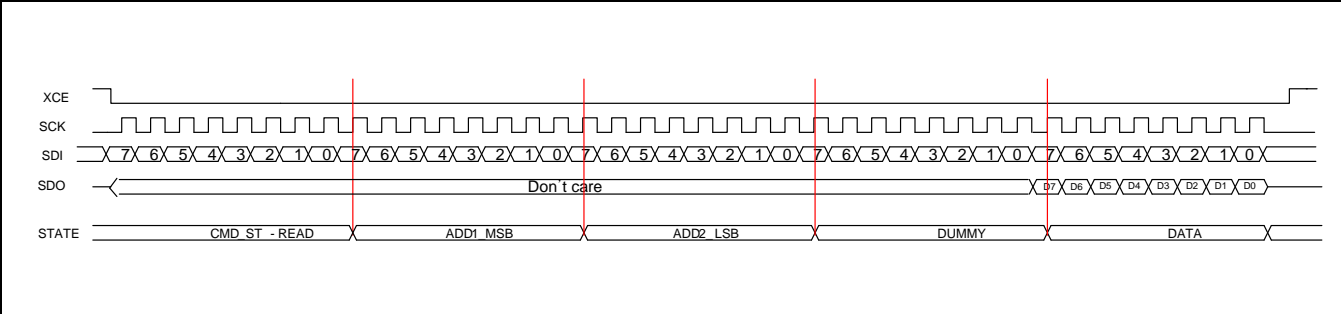 XCE
SCK
SDI 7 6 5 4 3 2 1 0 7 6 5 4 3 2 1 0 7 6 5 4 3 2 1 0 7 6 5 4 3 2 1 0 7 6 5 4 3 2 1 0
SDO Don`t care D7 D6 D5 D4 D3 D2 D1 D0
STATE CMD_ST - READ ADD1_MSB ADD2_LSB DUMMY DATA